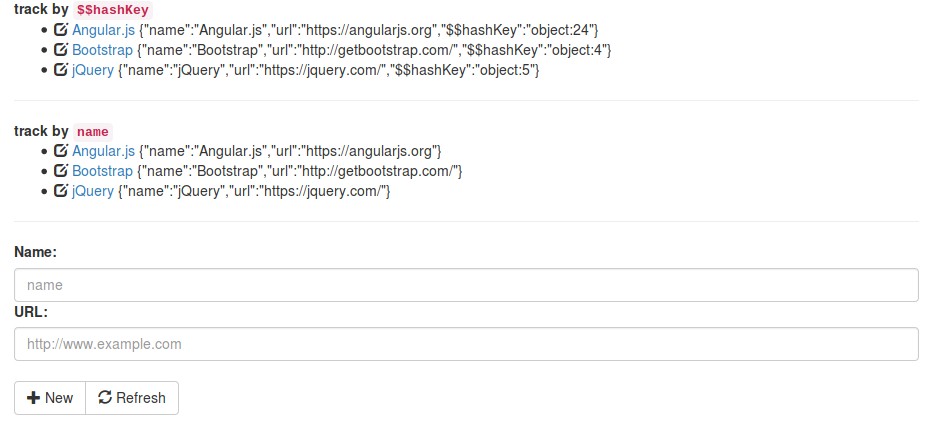 track by $$hashKey
• Angular.js {"name":"Angular.js","url":"https://angularjs.org","$$hashKey":"object:24"}
• Bootstrap {"name":"Bootstrap","url":"http://getbootstrap.com/","$$hashKey":"object:4"}
• jQuery {"name":"jQuery","url":"https://jquery.com/","$$hashKey":"object:5"}
track by name
• Angular.js {"name":"Angular.js","url":"https://angularjs.org"}
• Bootstrap {"name":"Bootstrap","url":"http://getbootstrap.com/"}
• jQuery {"name":"jQuery","url":"https://jquery.com/"}
Name:
name
URL:
http://www.example.com
New Refresh